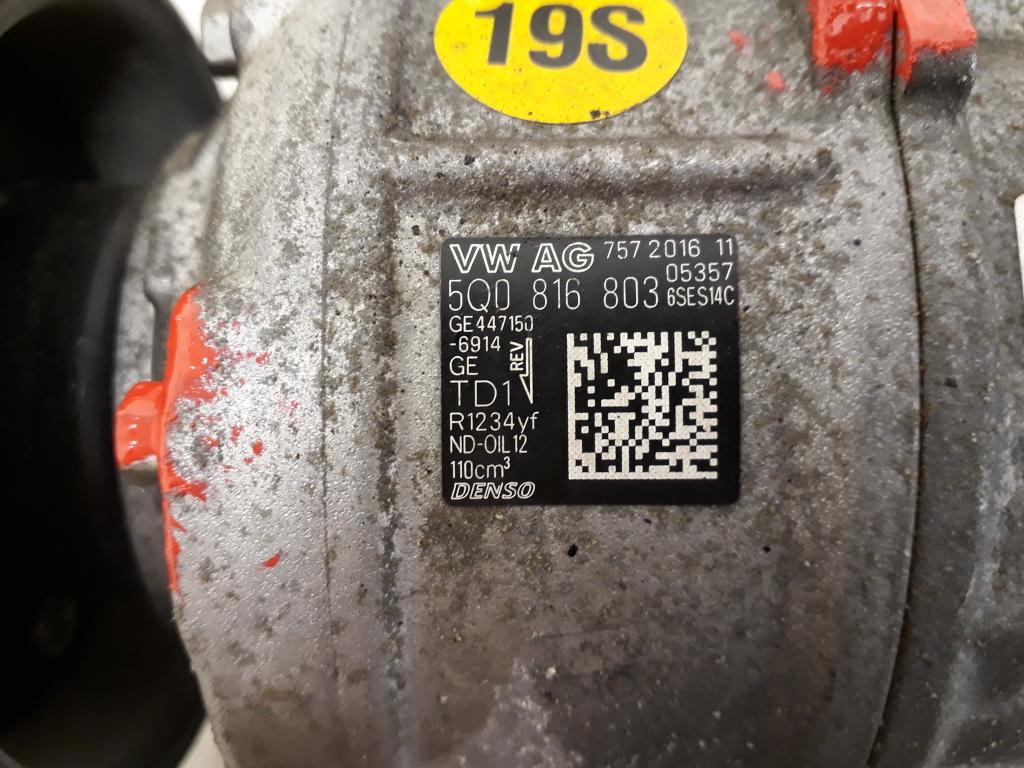 19S
VW AG 757 2016 11
05357
5Q0 816 803 6SES14C
GE447150
-6914
REV
GE
TD1
R1234yf
ND-OIL12
110cm³
DENSO